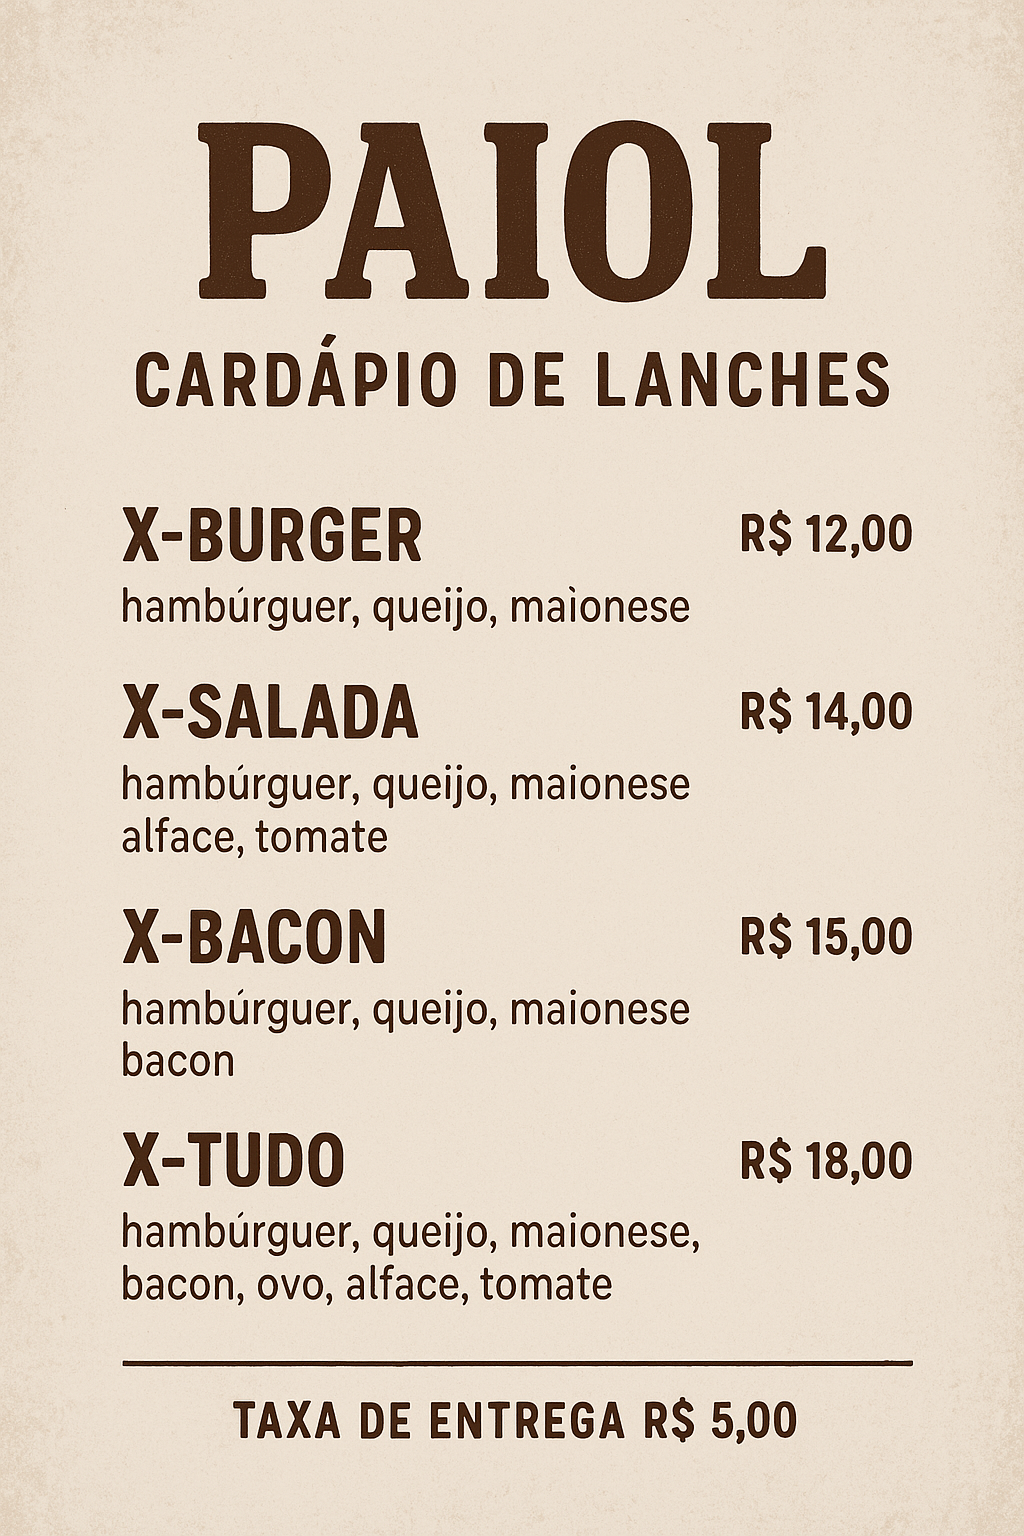 PAIOL
CARDÁPIO DE LANCHES
X-BURGER R$ 12,00
hambúrguer, queijo, maionese
X-SALADA R$ 14,00
hambúrguer, queijo, maionese
alface, tomate
X-BACON R$ 15,00
hambúrguer, queijo, maionese
bacon
X-TUDO R$ 18,00
hambúrguer, queijo, maionese,
bacon, ovo, alface, tomate
TAXA DE ENTREGA R$ 5,00